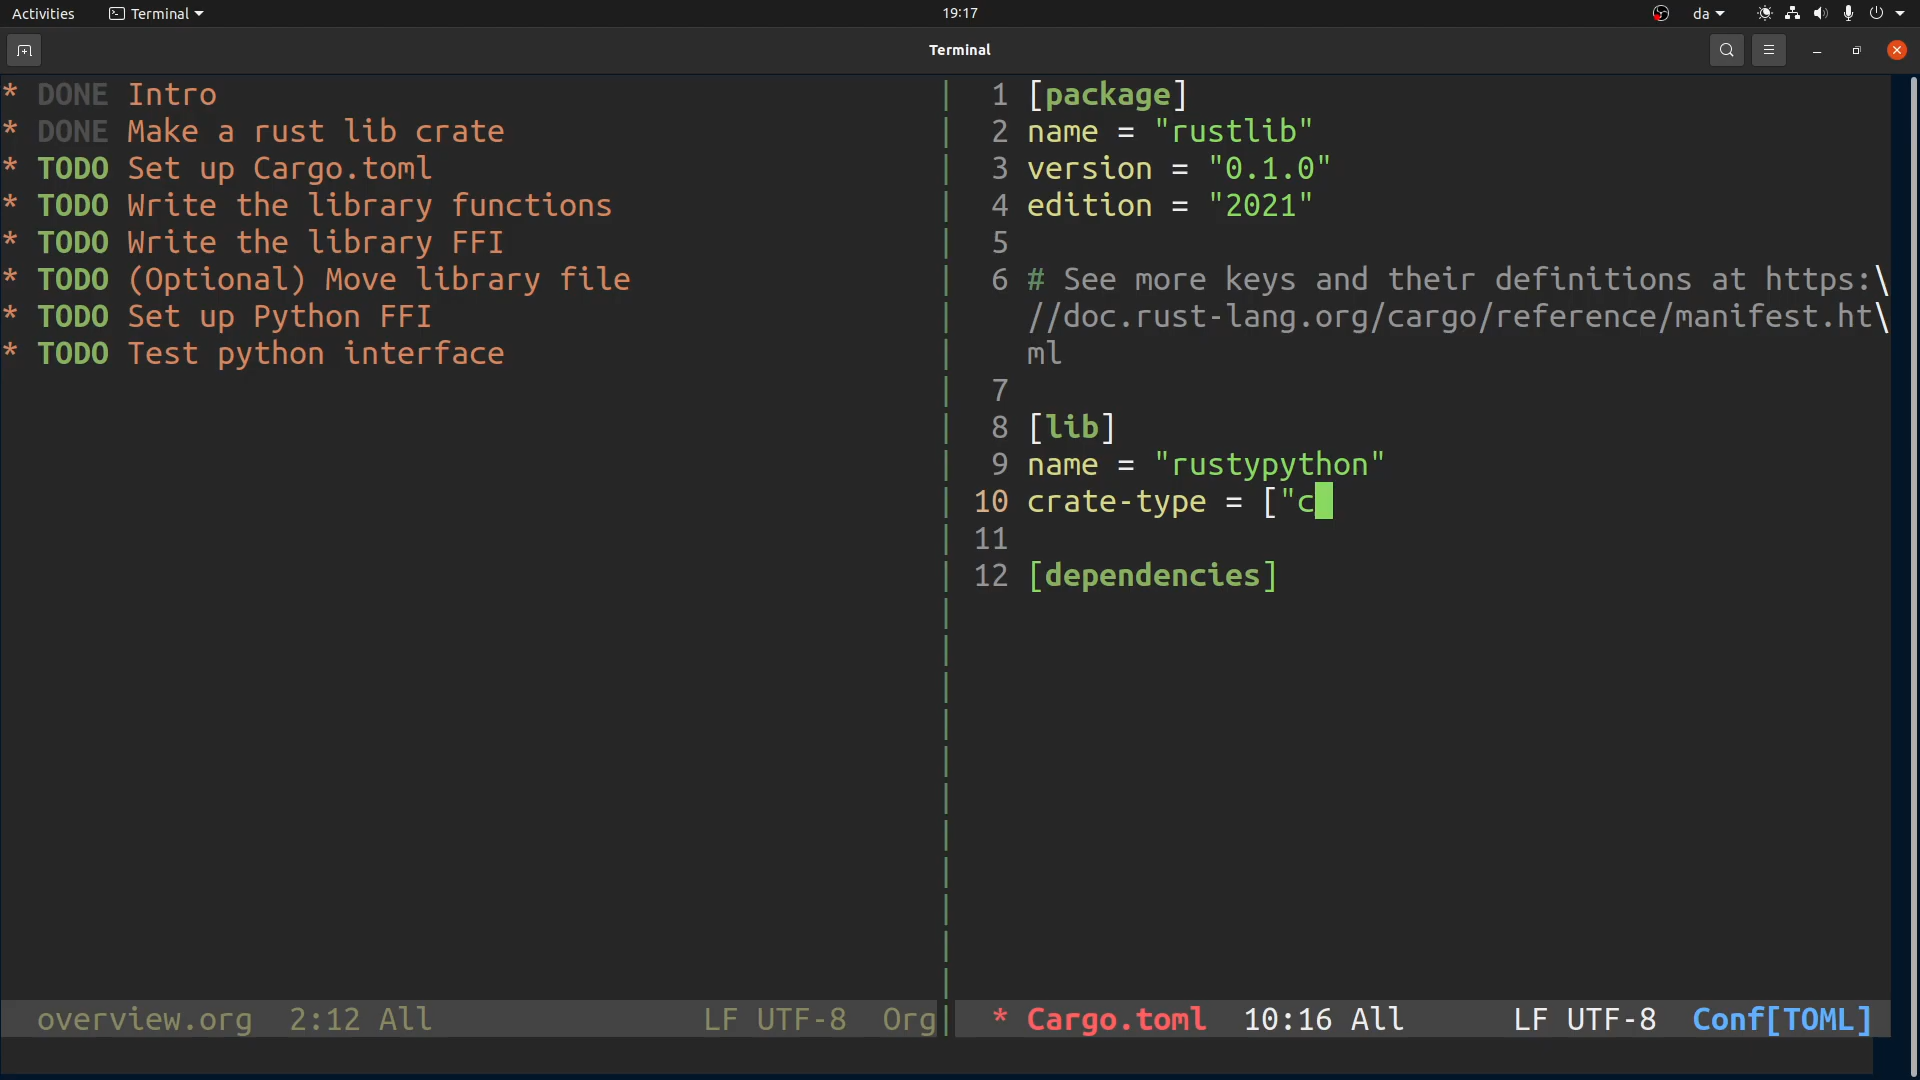 Activities Terminal 19:17 da
Terminal
* DONE Intro
* DONE Make a rust lib crate
* TODO Set up Cargo.toml
* TODO Write the library functions
* TODO Write the library FFI
* TODO (Optional) Move library file
* TODO Set up Python FFI
* TODO Test python interface
overview.org 2:12 All LF UTF-8 Org
1 [package]
2 name = "rustlib"
3 version = "0.1.0"
4 edition = "2021"
5
6 # See more keys and their definitions at https:\
//doc.rust-lang.org/cargo/reference/manifest.ht\
ml
7
8 [lib]
9 name = "rustypython"
10 crate-type = ["c
11
12 [dependencies]
* Cargo.toml 10:16 All LF UTF-8 Conf[TOML]